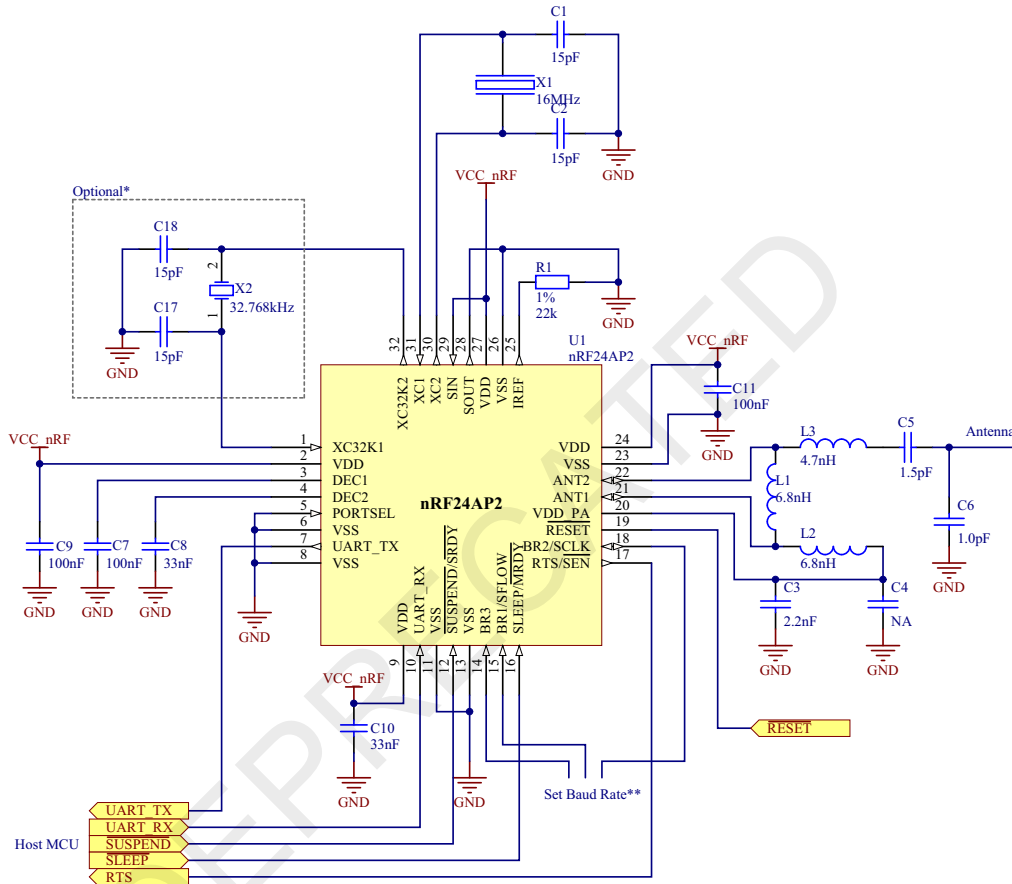 C1
15pF
X1
16MHz
C2
15pF
GND
VCC_nRF
Optional*
C18
15pF
2
X2
32.768kHz
1
C17
15pF
GND
R1
1%
22k
GND
U1
nRF24AP2
VCC_nRF
C11
100nF
GND
32 31 30 29 28 27 26 25
XC32K2 XC1 XC2 SIN SOUT VDD VSS IREF
VCC_nRF
1 XC32K1
2 VDD
3 DEC1
4 DEC2
5 PORTSEL
6 VSS
7 UART_TX
8 VSS
nRF24AP2
VDD 24
VSS 23
ANT2 22
ANT1 21
VDD_PA 20
RESET 19
BR2/SCLK 18
RTS/SEN 17
VDD UART_RX VSS SUSPEND/SRDY VSS BR3 BR1/SFLOW SLEEP/MRDY
9 10 11 12 13 14 15 16
C9
100nF
GND
C7
100nF
GND
C8
33nF
GND
GND
L3
4.7nH
C5
1.5pF
Antenna
L1
6.8nH
L2
6.8nH
C6
1.0pF
GND
C3
2.2nF
GND
C4
NA
GND
VCC_nRF
C10
33nF
GND
GND
RESET
Set Baud Rate**
Host MCU
UART_TX
UART_RX
SUSPEND
SLEEP
RTS
DEPRECATED